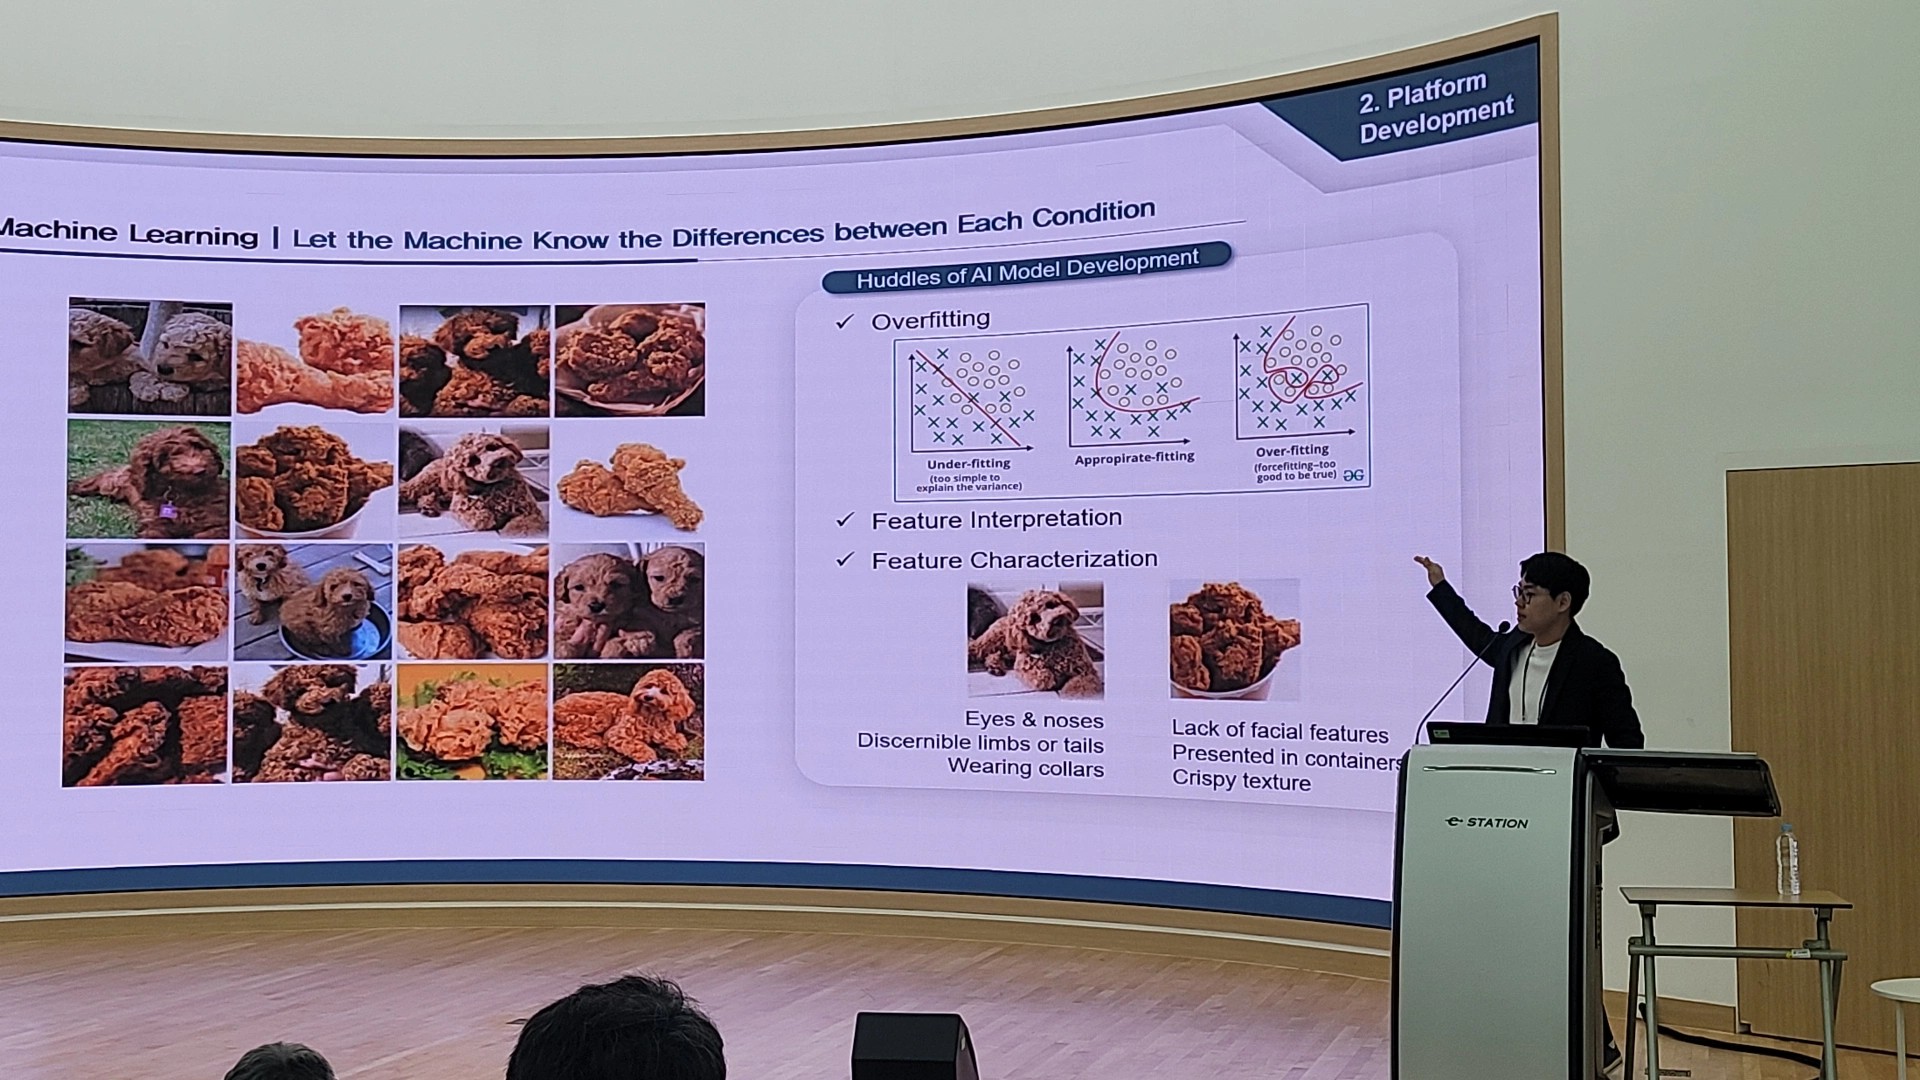 2. Platform
Development
Machine Learning | Let the Machine Know the Differences between Each Condition
Huddles of AI Model Development
✓ Overfitting
Under-fitting
(too simple to
explain the variance)
Appropirate-fitting
Over-fitting
(forcefitting–too
good to be true)
✓ Feature Interpretation
✓ Feature Characterization
Eyes & noses
Discernible limbs or tails
Wearing collars
Lack of facial features
Presented in containers
Crispy texture
e STATION